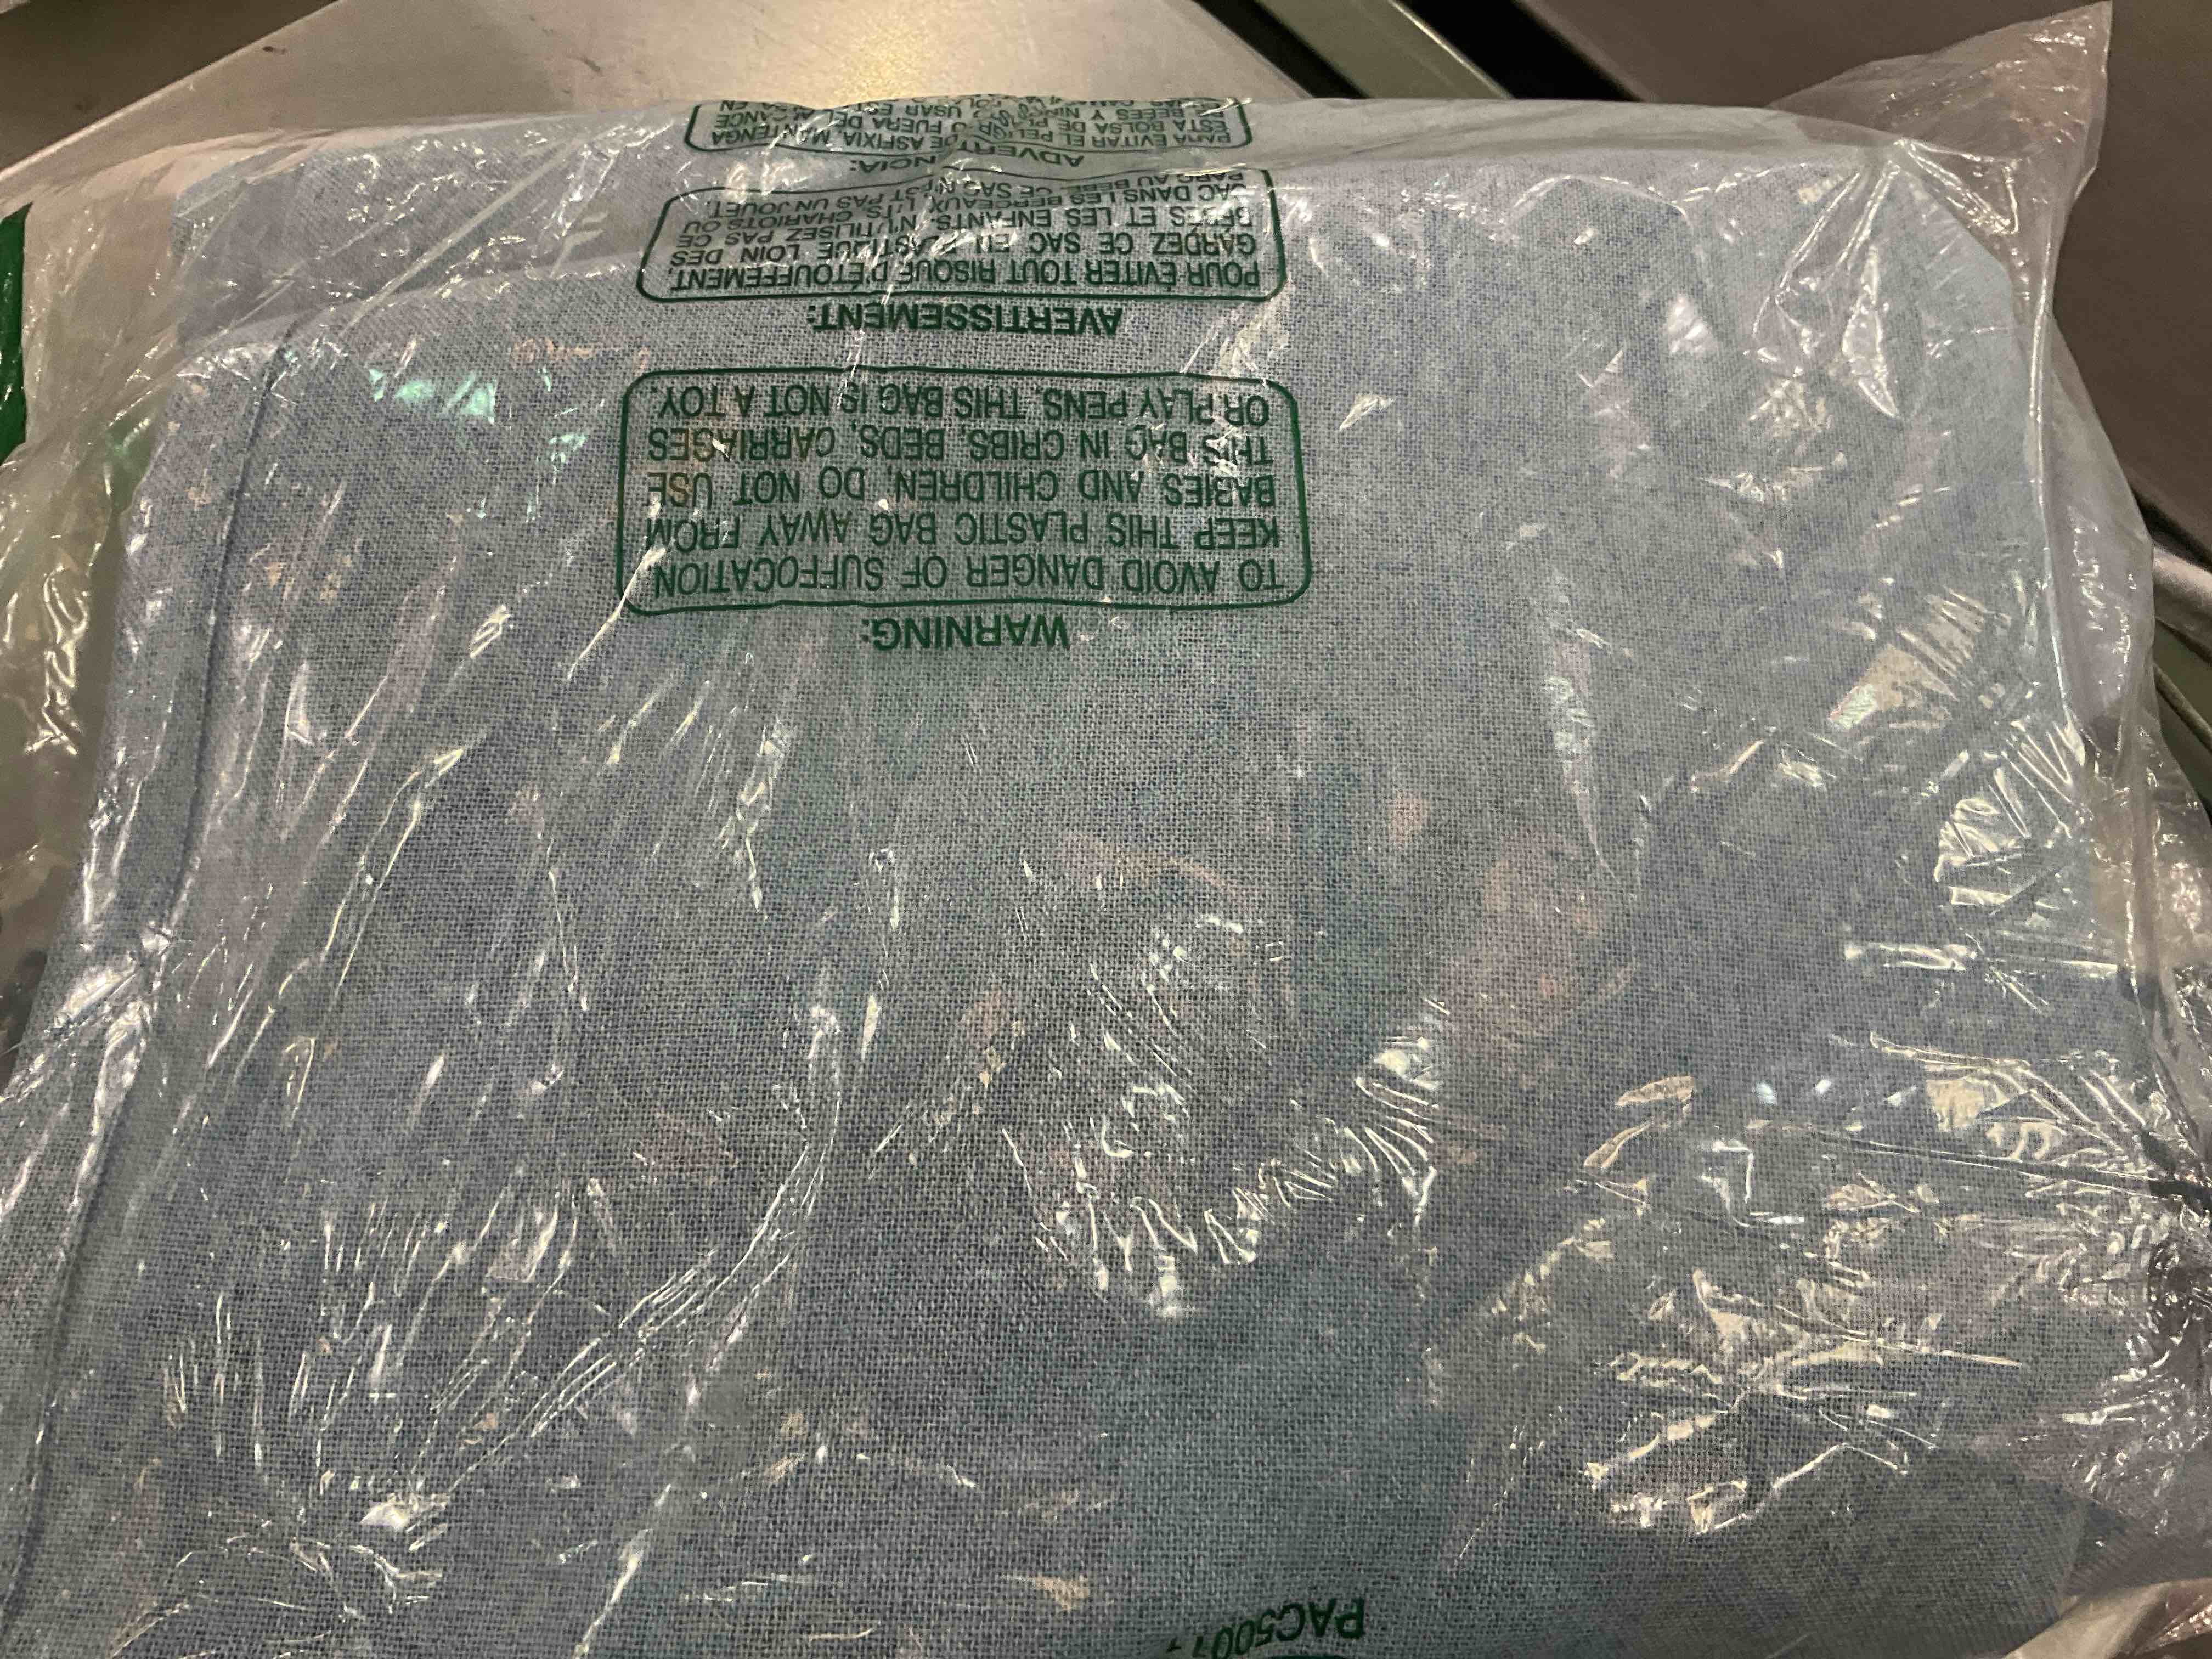 WARNING:
TO AVOID DANGER OF SUFFOCATION,
KEEP THIS PLASTIC BAG AWAY FROM
BABIES AND CHILDREN, DO NOT USE
THIS BAG IN CRIBS, BEDS, CARRIAGES
OR PLAY PENS. THIS BAG IS NOT A TOY.
AVERTISSEMENT:
POUR ÉVITER TOUT RISQUE D'ÉTOUFFEMENT,
GARDEZ CE SAC EN PLASTIQUE LOIN DES
BÉBÉS ET LES ENFANTS. N'UTILISEZ PAS CE
SAC DANS LES BERCEAUX, LITS, CHARIOTS OU
PARC AU BÉBÉ. CE SAC N'EST PAS UN JOUET.
ADVERTENCIA:
PARA EVITAR EL DE ASFIXIA, MANTENGA
ESTA BOLSA DE FUERA DEL ALCANCE
BEBES Y USAR EN